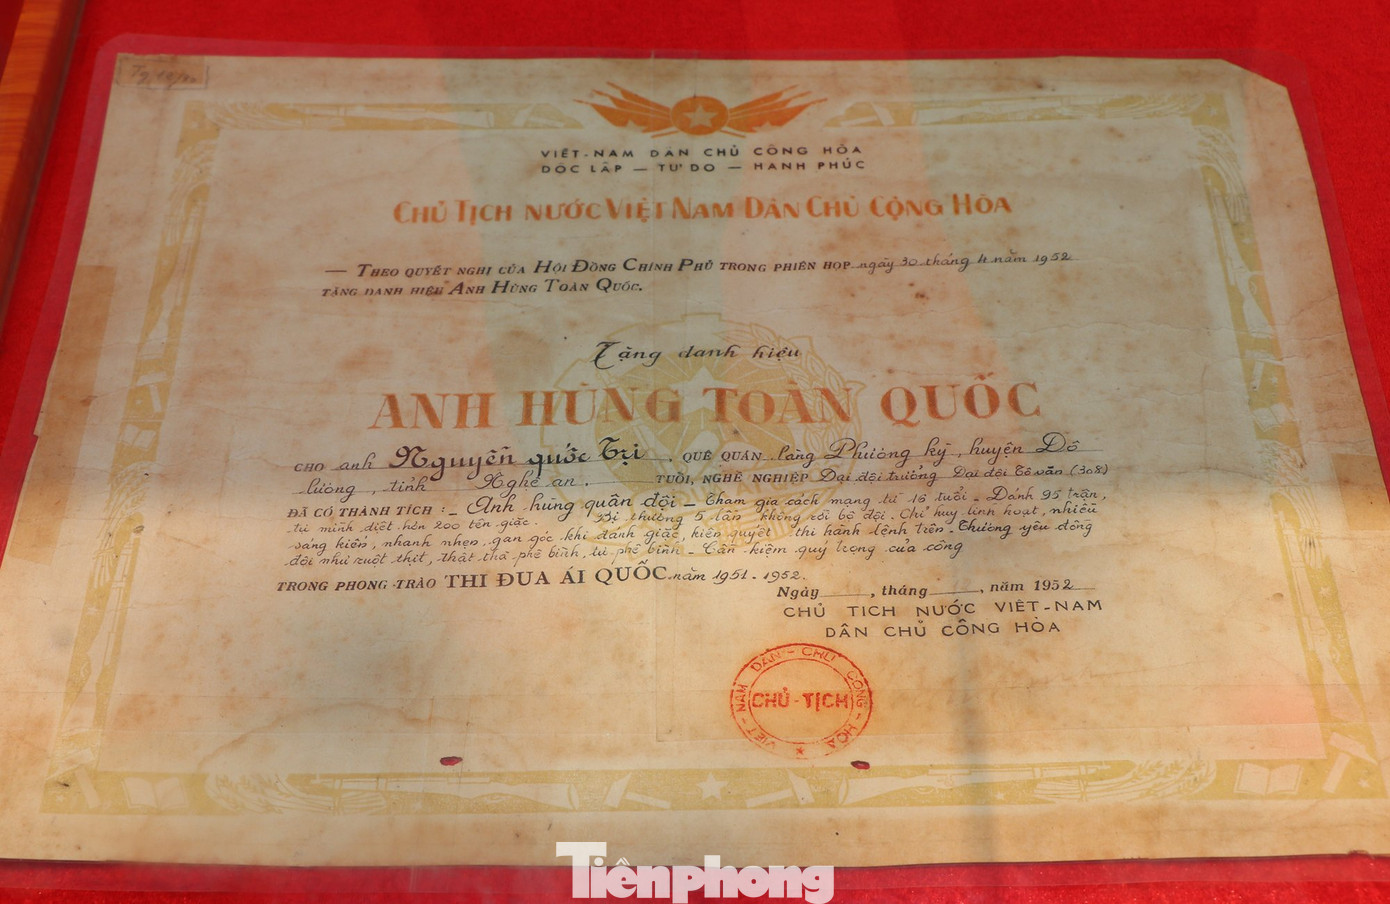 VIỆT-NAM DÂN CHỦ CỘNG HÒA
ĐỘC LẬP — TỰ DO — HẠNH PHÚC
CHỦ TỊCH NƯỚC VIỆT NAM DÂN CHỦ CỘNG HÒA
— THEO QUYẾT NGHỊ CỦA HỘI ĐỒNG CHÍNH PHỦ TRONG PHIÊN HỌP ngày 30 tháng 4 năm 1952
TẶNG DANH HIỆU ANH HÙNG TOÀN QUỐC.
Tặng danh hiệu
ANH HÙNG TOÀN QUỐC
CHO anh Nguyễn quốc Trị . QUÊ QUÁN làng Phương kỳ, huyện Đô
lương, tỉnh Nghệ an. TUỔI, NGHỀ NGHIỆP Đại đội trưởng Đại đội Tô văn (308)
ĐÃ CÓ THÀNH TÍCH : - Anh hùng quân đội - Tham gia cách mạng từ 16 tuổi - Đánh 95 trận,
tự mình diệt hơn 200 tên giặc. Bị thương 5 lần không rời bộ đội. Chỉ huy linh hoạt, nhiều
sáng kiến, nhanh nhẹn, gan góc khi đánh giặc, kiên quyết thi hành lệnh trên. Thương yêu đồng
đội như ruột thịt, thật thà phê bình, tự phê bình - Cần kiệm quý trọng của công
TRONG PHONG TRÀO THI ĐUA ÁI QUỐC năm 1951 - 1952.
Ngày , tháng , năm 1952
CHỦ TỊCH NƯỚC VIỆT-NAM
DÂN CHỦ CỘNG HÒA
VIỆT-NAM DÂN-CHỦ CỘNG-HÒA
CHỦ-TỊCH
Tiênphong